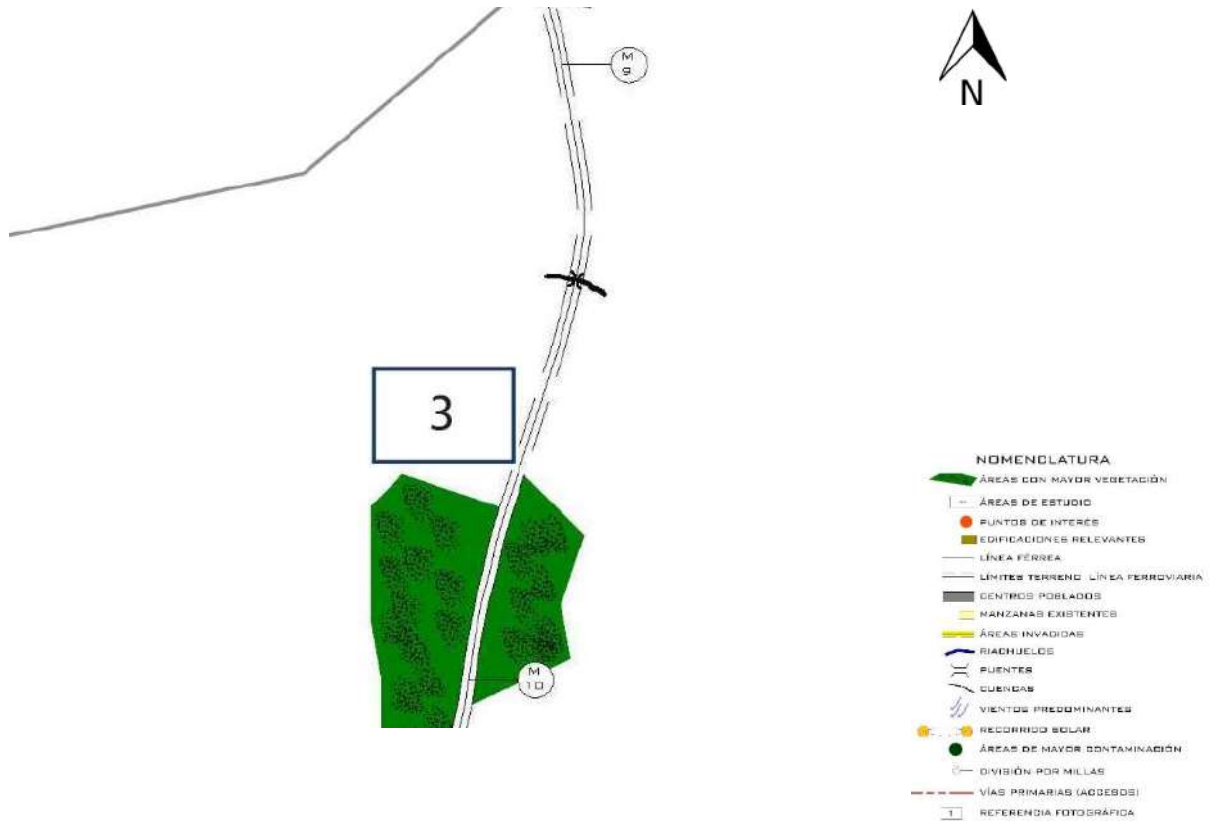 M
9
N
3
M
10
NOMENCLATURA
ÁREAS CON MAYOR VEGETACIÓN
ÁREAS DE ESTUDIO
PUNTOS DE INTERÉS
EDIFICACIONES RELEVANTES
LÍNEA FÉRREA
LÍMITES TERRENO LÍNEA FERROVIARIA
CENTROS POBLADOS
MANZANAS EXISTENTES
ÁREAS INVADIDAS
RIACHUELOS
PUENTES
CUENCAS
VIENTOS PREDOMINANTES
RECORRIDO SOLAR
ÁREAS DE MAYOR CONTAMINACIÓN
DIVISIÓN POR MILLAS
VÍAS PRIMARIAS (ACCESOS)
1 REFERENCIA FOTOGRÁFICA